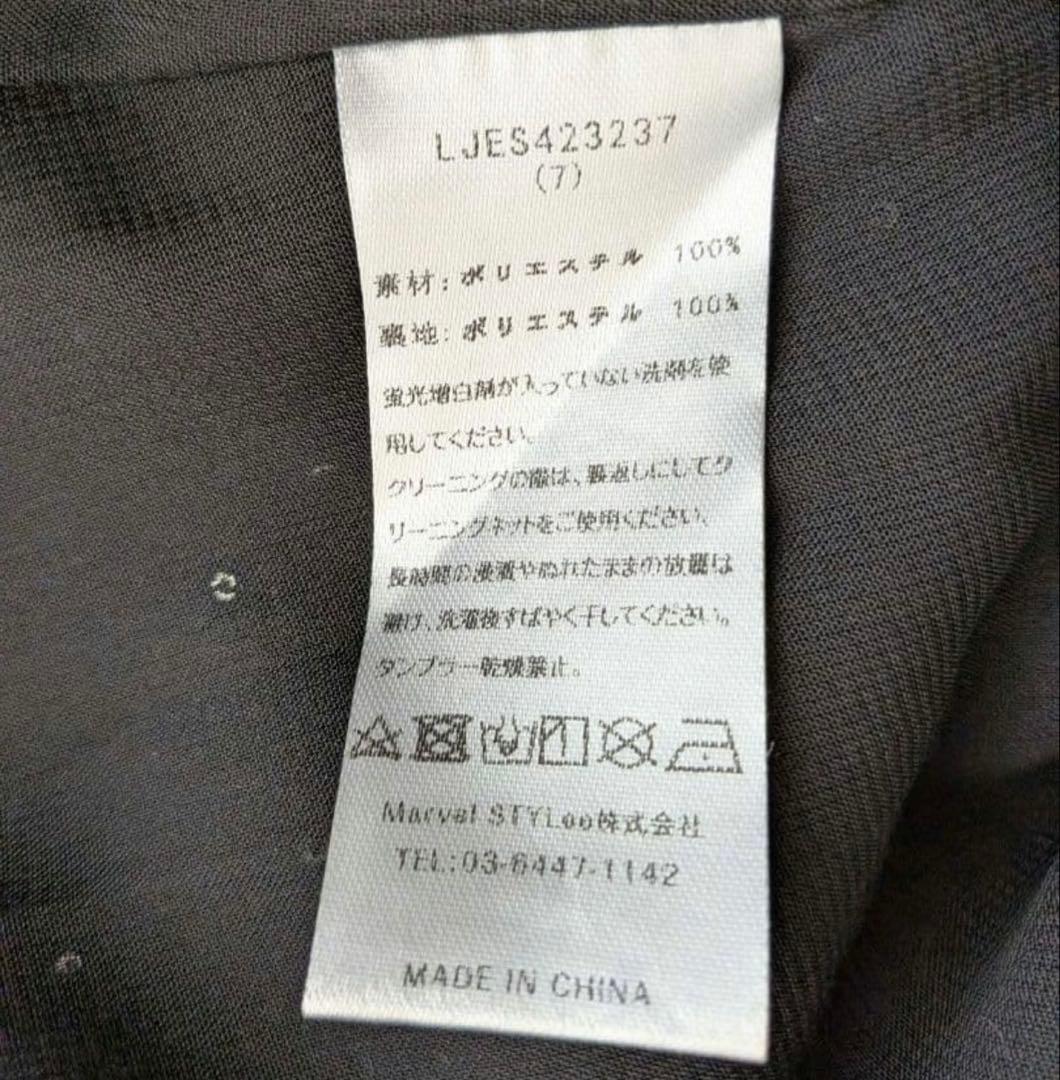 LJES423237
(7)
素材:ポリエステル 100%
裏地:ポリエステル 100%
蛍光増白剤が入っていない洗剤を使
用してください。
クリーニングの際は、裏返しにしてク
リーニングネットをご使用ください。
長時間の浸漬やぬれたままの放置は
避け、洗濯後すばやく干してください。
タンブラー乾燥禁止。
Marvel STYLoo株式会社
TEL:03-6447-1142
MADE IN CHINA